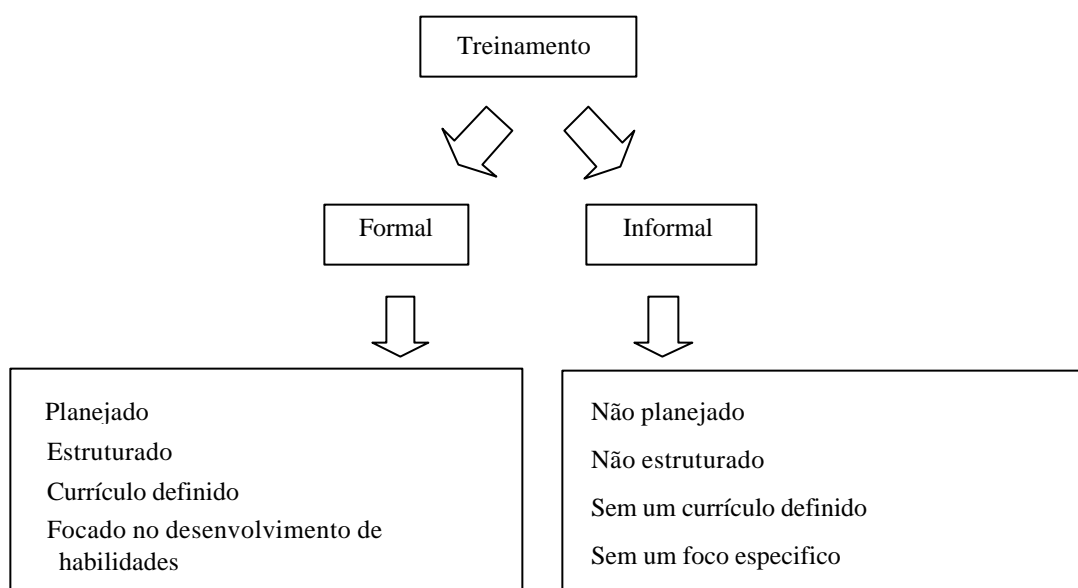 Treinamento
Formal
Informal
Planejado
Estruturado
Currículo definido
Focado no desenvolvimento de
habilidades
Não planejado
Não estruturado
Sem um currículo definido
Sem um foco especifico